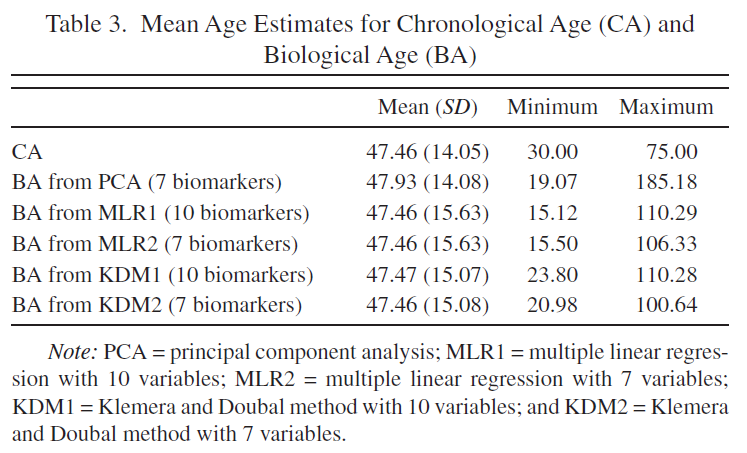 Table 3. Mean Age Estimates for Chronological Age (CA) and
Biological Age (BA)
Mean (SD) Minimum Maximum
CA 47.46 (14.05) 30.00 75.00
BA from PCA (7 biomarkers) 47.93 (14.08) 19.07 185.18
BA from MLR1 (10 biomarkers) 47.46 (15.63) 15.12 110.29
BA from MLR2 (7 biomarkers) 47.46 (15.63) 15.50 106.33
BA from KDM1 (10 biomarkers) 47.47 (15.07) 23.80 110.28
BA from KDM2 (7 biomarkers) 47.46 (15.08) 20.98 100.64
Note: PCA = principal component analysis; MLR1 = multiple linear regres-
sion with 10 variables; MLR2 = multiple linear regression with 7 variables;
KDM1 = Klemera and Doubal method with 10 variables; and KDM2 = Klemera
and Doubal method with 7 variables.